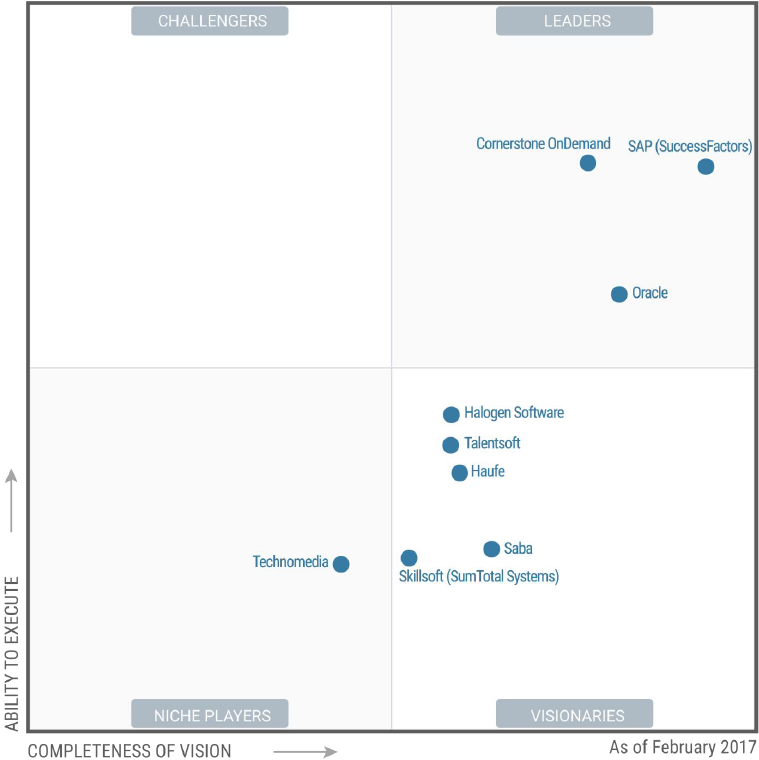 CHALLENGERS
LEADERS
Cornerstone OnDemand
SAP (SuccessFactors)
Oracle
Halogen Software
Talentsoft
Haufe
Saba
Technomedia
Skillsoft (SumTotal Systems)
ABILITY TO EXECUTE
NICHE PLAYERS
VISIONARIES
COMPLETENESS OF VISION
As of February 2017